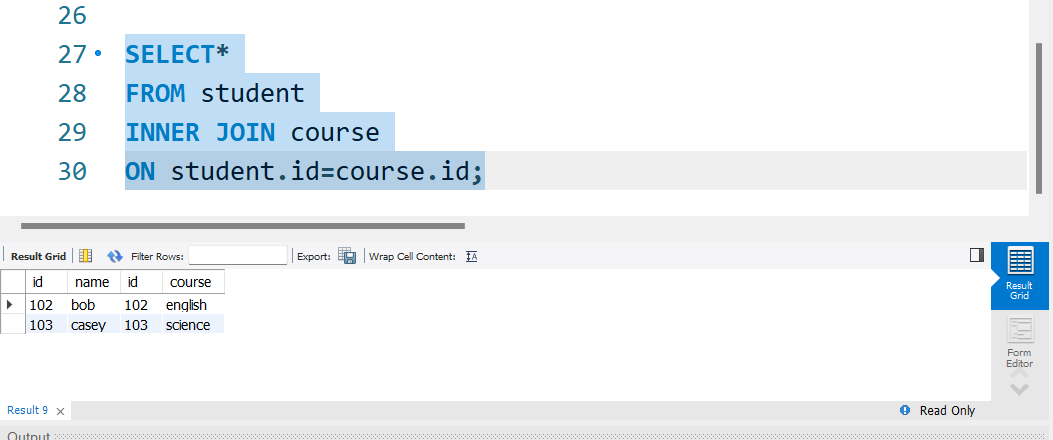 26
27 SELECT*
28 FROM student
29 INNER JOIN course
30 ON student.id=course.id;
Result Grid Filter Rows: Export: Wrap Cell Content: IA
id name id course
102 bob 102 english
103 casey 103 science
Result
Grid
Form
Editor
Result 9 × Read Only
Output